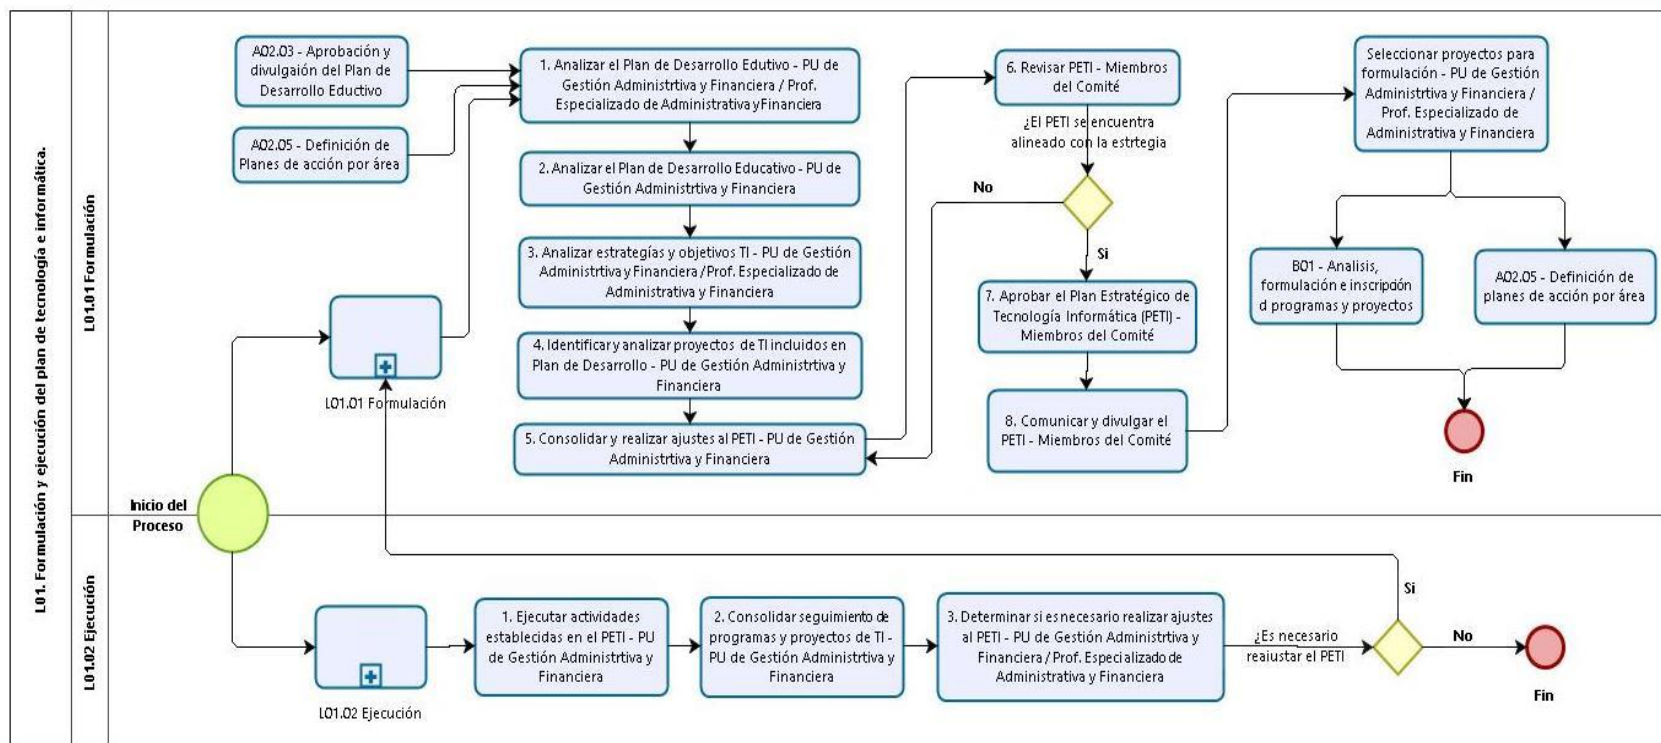 L01. Formulación y ejecución del plan de tecnología e informática.
L01.01 Formulación
A02.03 - Aprobación y
divulgaión del Plan de
Desarrollo Eductivo
A02.05 - Definición de
Planes de acción por área
L01.01 Formulación
1. Analizar el Plan de Desarrollo Edutivo - PU de
Gestión Administrtiva y Financiera / Prof.
Especializado de Administrativa y Financiera
2. Analizar el Plan de Desarrollo Educativo - PU de
Gestión Administrtiva y Financiera
3. Analizar estrategías y objetivos TI - PU de Gestión
Administrtiva y Financiera / Prof. Especializado de
Administrativa y Financiera
4. Identificar y analizar proyectos de TI incluidos en
Plan de Desarrollo - PU de Gestión Administrtiva y
Financiera
5. Consolidar y realizar ajustes al PETI - PU de Gestión
Administrtiva y Financiera
6. Revisar PETI - Miembros
del Comité
¿El PETI se encuentra
alineado con la estrtegia
No
Si
7. Aprobar el Plan Estratégico de
Tecnología Informática (PETI) -
Miembros del Comité
8. Comunicar y divulgar el
PETI - Miembros del Comité
Seleccionar proyectos para
formulación - PU de Gestión
Administrtiva y Financiera /
Prof. Especializado de
Administrativa y Financiera
B01 - Analisis,
formulación e inscripción
d programas y proyectos
A02.05 - Definición de
planes de acción por área
Fin
Inicio del
Proceso
L01.02 Ejecución
L01.02 Ejecución
1. Ejecutar actividades
establecidas en el PETI - PU
de Gestión Administrtiva y
Financiera
2. Consolidar seguimiento de
programas y proyectos de TI -
PU de Gestión Administrtiva y
Financiera
3. Determinar si es necesario realizar ajustes
al PETI - PU de Gestión Administrtiva y
Financiera / Prof. Especializado de
Administrativa y Financiera
¿Es necesario
reajustar el PETI
Si
No
Fin